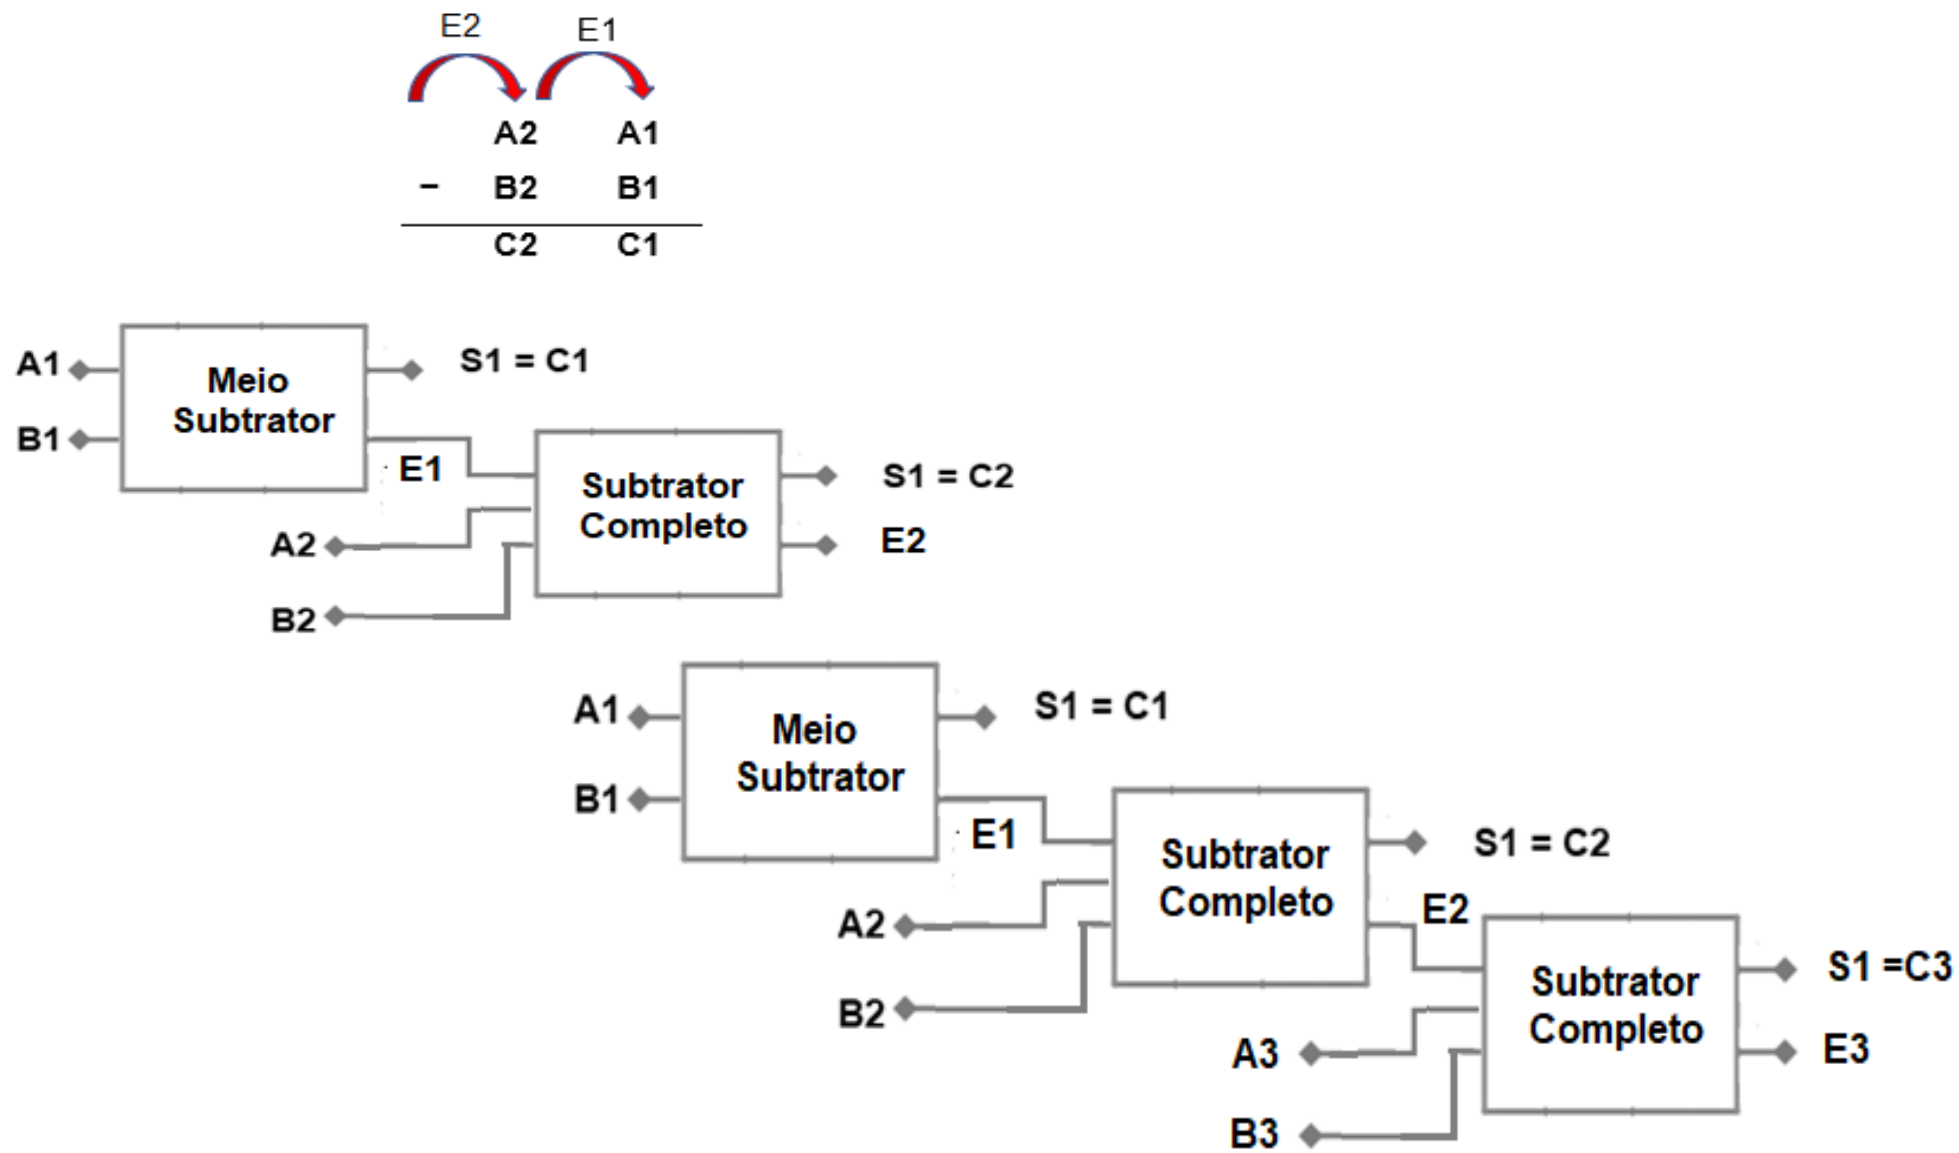 E2 E1
A2 A1
– B2 B1
C2 C1
A1
B1
Meio
Subtrator
S1 = C1
E1
A2
B2
Subtrator
Completo
S1 = C2
E2
A1
B1
Meio
Subtrator
S1 = C1
E1
A2
B2
Subtrator
Completo
S1 = C2
E2
A3
B3
Subtrator
Completo
S1 =C3
E3